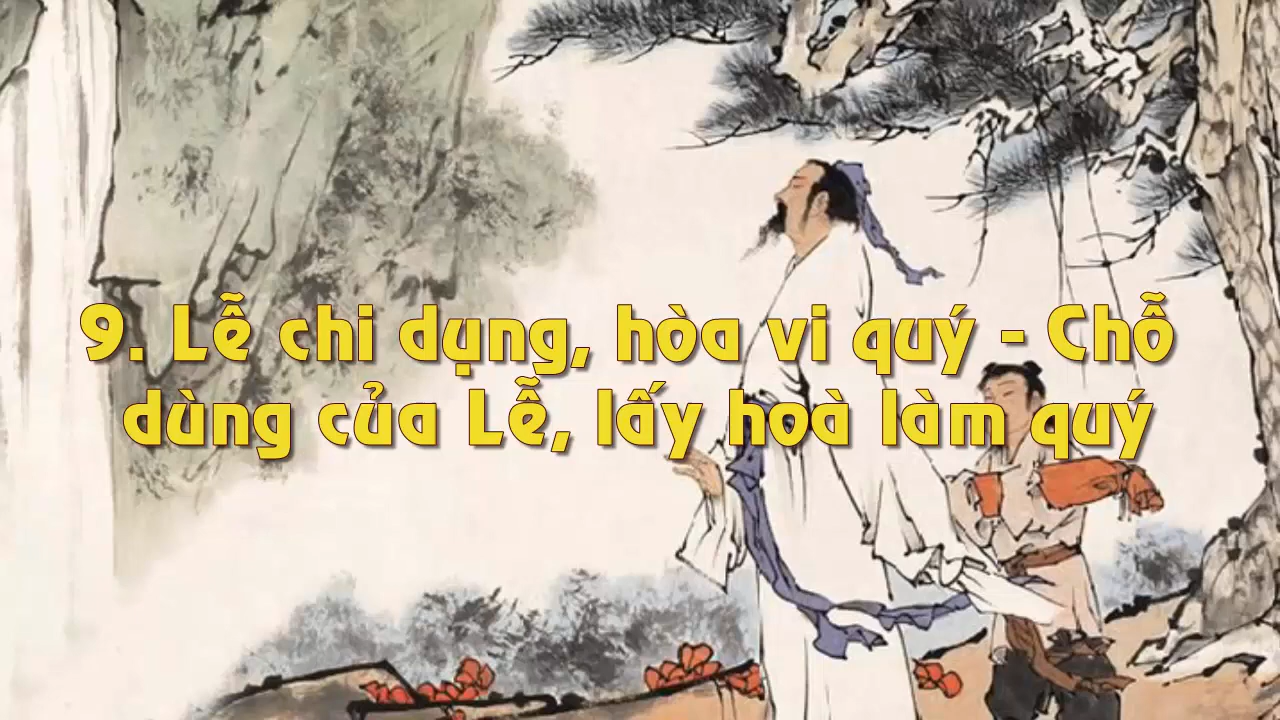 9. Lễ chi dụng, hòa vi quý - Chỗ
dùng của Lễ, lấy hoà làm quý